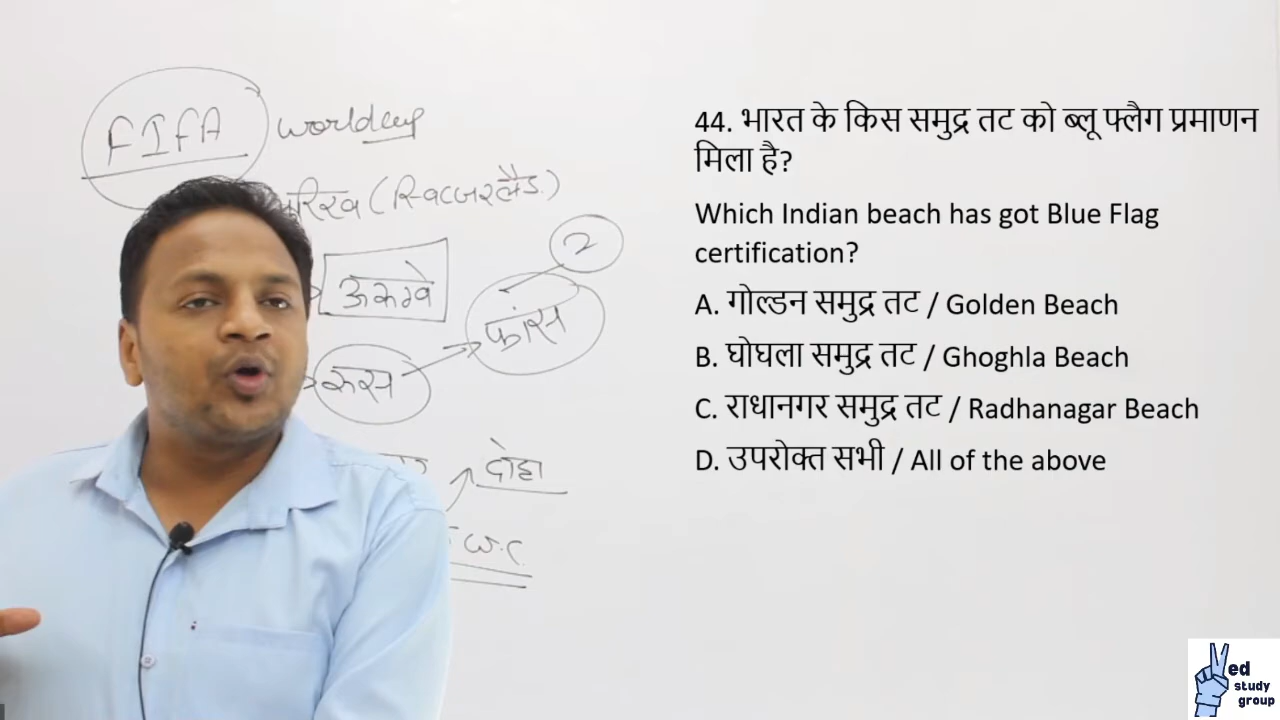 FIFA worldcup
(स्विटजरलैंड)
2
फ्रांस
रूस
दोहा
W.C.
44. भारत के किस समुद्र तट को ब्लू फ्लैग प्रमाणन
मिला है?
Which Indian beach has got Blue Flag
certification?
A. गोल्डन समुद्र तट / Golden Beach
B. घोघला समुद्र तट / Ghoghla Beach
C. राधानगर समुद्र तट / Radhanagar Beach
D. उपरोक्त सभी / All of the above
ed
study
group